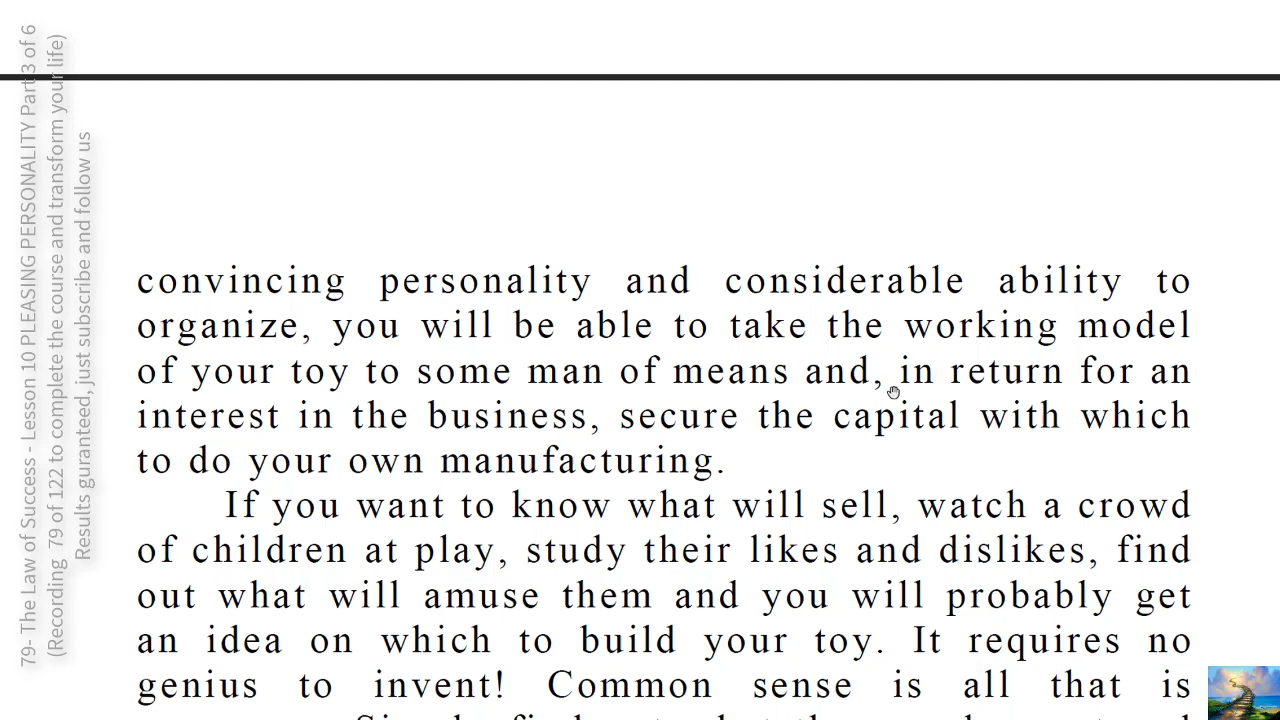 79- The Law of Success - Lesson 10 PLEASING PERSONALITY Part 3 of 6
(Recording 79 of 122 to complete the course and transform your life)
Results guranteed, just subscribe and follow us
convincing personality and considerable ability to
organize, you will be able to take the working model
of your toy to some man of means and, in return for an
interest in the business, secure the capital with which
to do your own manufacturing.
If you want to know what will sell, watch a crowd
of children at play, study their likes and dislikes, find
out what will amuse them and you will probably get
an idea on which to build your toy. It requires no
genius to invent! Common sense is all that is